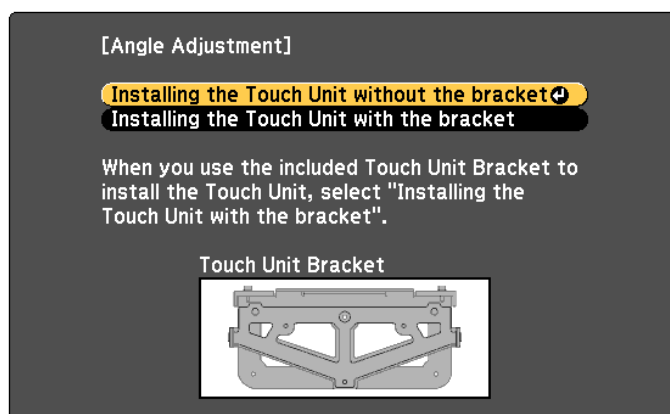 [Angle Adjustment]
Installing the Touch Unit without the bracket
Installing the Touch Unit with the bracket
When you use the included Touch Unit Bracket to
install the Touch Unit, select "Installing the
Touch Unit with the bracket".
Touch Unit Bracket